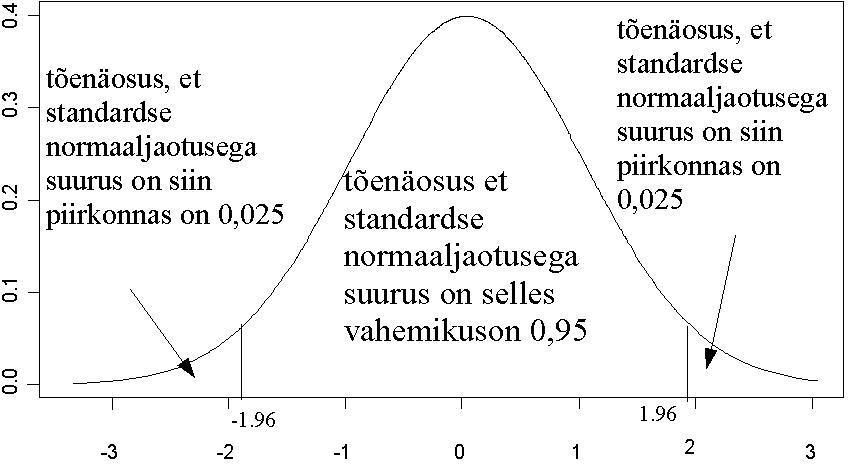 0.4
0.3
0.2
0.1
0.0
tõenäosus, et
standardse
normaaljaotusega
suurus on siin
piirkonnas on 0,025
tõenäosus et
standardse
normaaljaotusega
suurus on selles
vahemikuson 0,95
tõenäosus, et
standardse
normaaljaotusega
suurus on siin
piirkonnas on
0,025
-1.96
1.96
-3 -2 -1 0 1 2 3